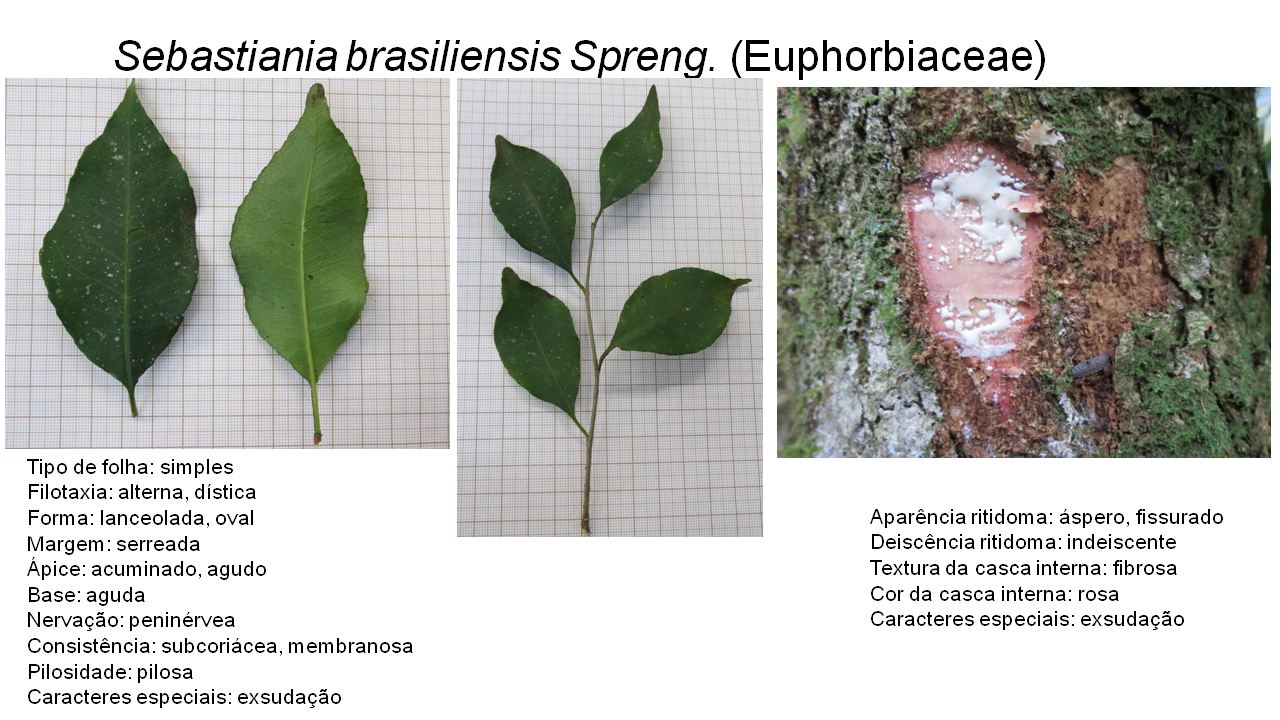 Sebastiania brasiliensis Spreng. (Euphorbiaceae)
Tipo de folha: simples
Filotaxia: alterna, dística
Forma: lanceolada, oval
Margem: serreada
Ápice: acuminado, agudo
Base: aguda
Nervação: peninérvea
Consistência: subcoriácea, membranosa
Pilosidade: pilosa
Caracteres especiais: exsudação
Aparência ritidoma: áspero, fissurado
Deiscência ritidoma: indeiscente
Textura da casca interna: fibrosa
Cor da casca interna: rosa
Caracteres especiais: exsudação